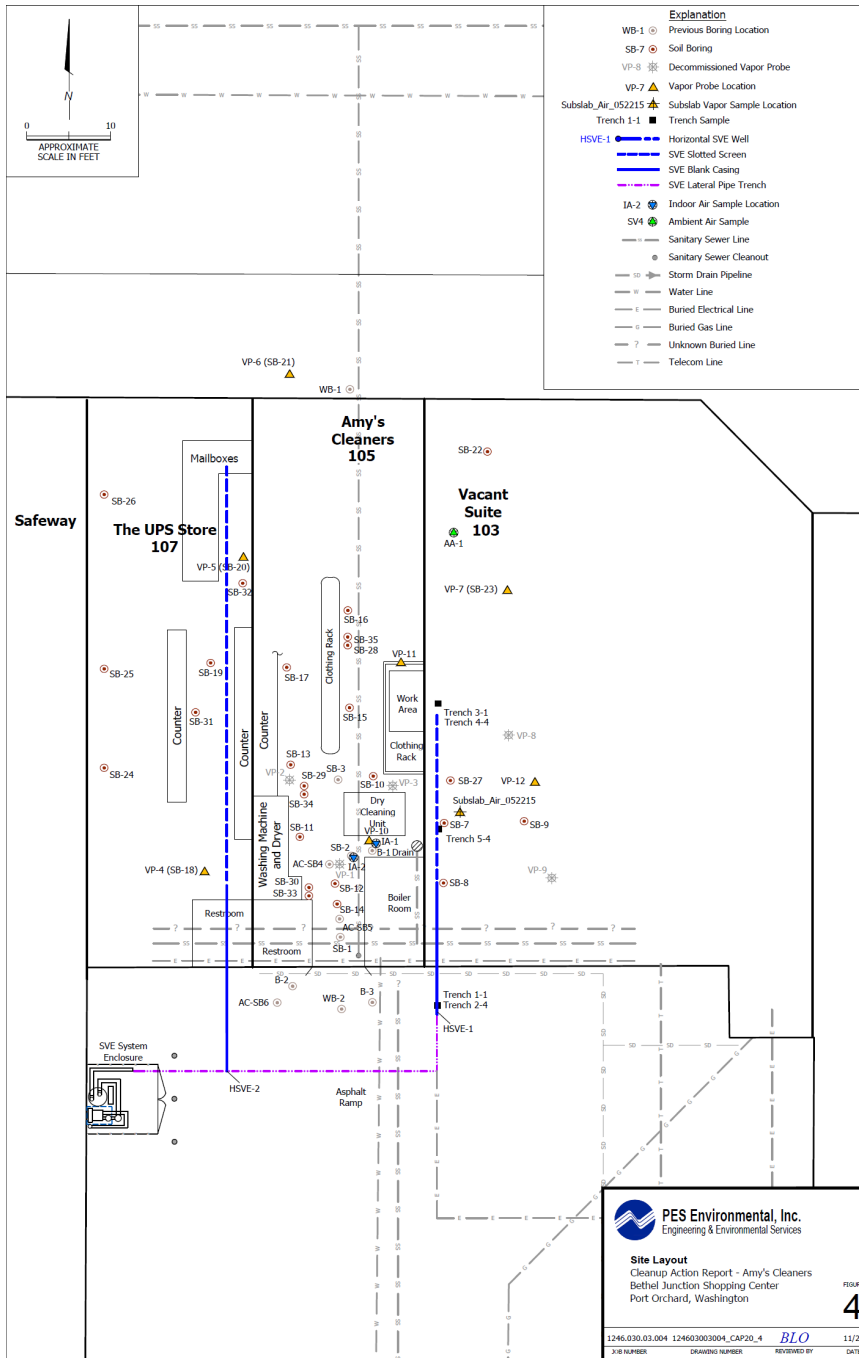 N
0 10
APPROXIMATE
SCALE IN FEET
Explanation
WB-1 Previous Boring Location
SB-7 Soil Boring
VP-8 Decommissioned Vapor Probe
VP-7 Vapor Probe Location
Subslab_Air_052215 Subslab Vapor Sample Location
Trench 1-1 Trench Sample
HSVE-1 Horizontal SVE Well
SVE Slotted Screen
SVE Blank Casing
SVE Lateral Pipe Trench
IA-2 Indoor Air Sample Location
SV4 Ambient Air Sample
Sanitary Sewer Line
Sanitary Sewer Cleanout
SD Storm Drain Pipeline
W Water Line
E Buried Electrical Line
G Buried Gas Line
? Unknown Buried Line
T Telecom Line
VP-6 (SB-21)
WB-1
Amy's
Cleaners
105
Mailboxes
SB-22
SB-26
Safeway
The UPS Store
107
Vacant
Suite
103
AA-1
VP-5 (SB-20)
SB-32
VP-7 (SB-23)
Clothing Rack
SB-16
SB-35
SB-28
VP-11
SB-25
SB-19
SB-17
Work
Area
SB-31
SB-15
Trench 3-1
Trench 4-4
Counter
Counter
Counter
VP-8
Clothing
Rack
SB-24
SB-13
VP-2
SB-3
SB-29
SB-10
VP-3
SB-27
VP-12
SB-34
Dry
Cleaning
Unit
Subslab_Air_052215
SB-7
SB-9
Trench 5-4
Washing Machine
and Dryer
SB-11
VP-10
IA-1
SB-2
B-1
Drain
AC-SB4
IA-2
VP-1
VP-4 (SB-18)
VP-9
SB-30
SB-12
SB-8
SB-33
Boiler
Room
SB-14
Restroom
AC-SB5
SB-1
Restroom
B-2
B-3
AC-SB6
WB-2
Trench 1-1
Trench 2-4
HSVE-1
SVE System
Enclosure
HSVE-2
Asphalt
Ramp
PES Environmental, Inc.
Engineering & Environmental Services
Site Layout
Cleanup Action Report - Amy's Cleaners
Bethel Junction Shopping Center
Port Orchard, Washington
4
1246.030.03.004 124603003004_CAP20_4 BLO 11/2
JOB NUMBER DRAWING NUMBER REVIEWED BY DATE